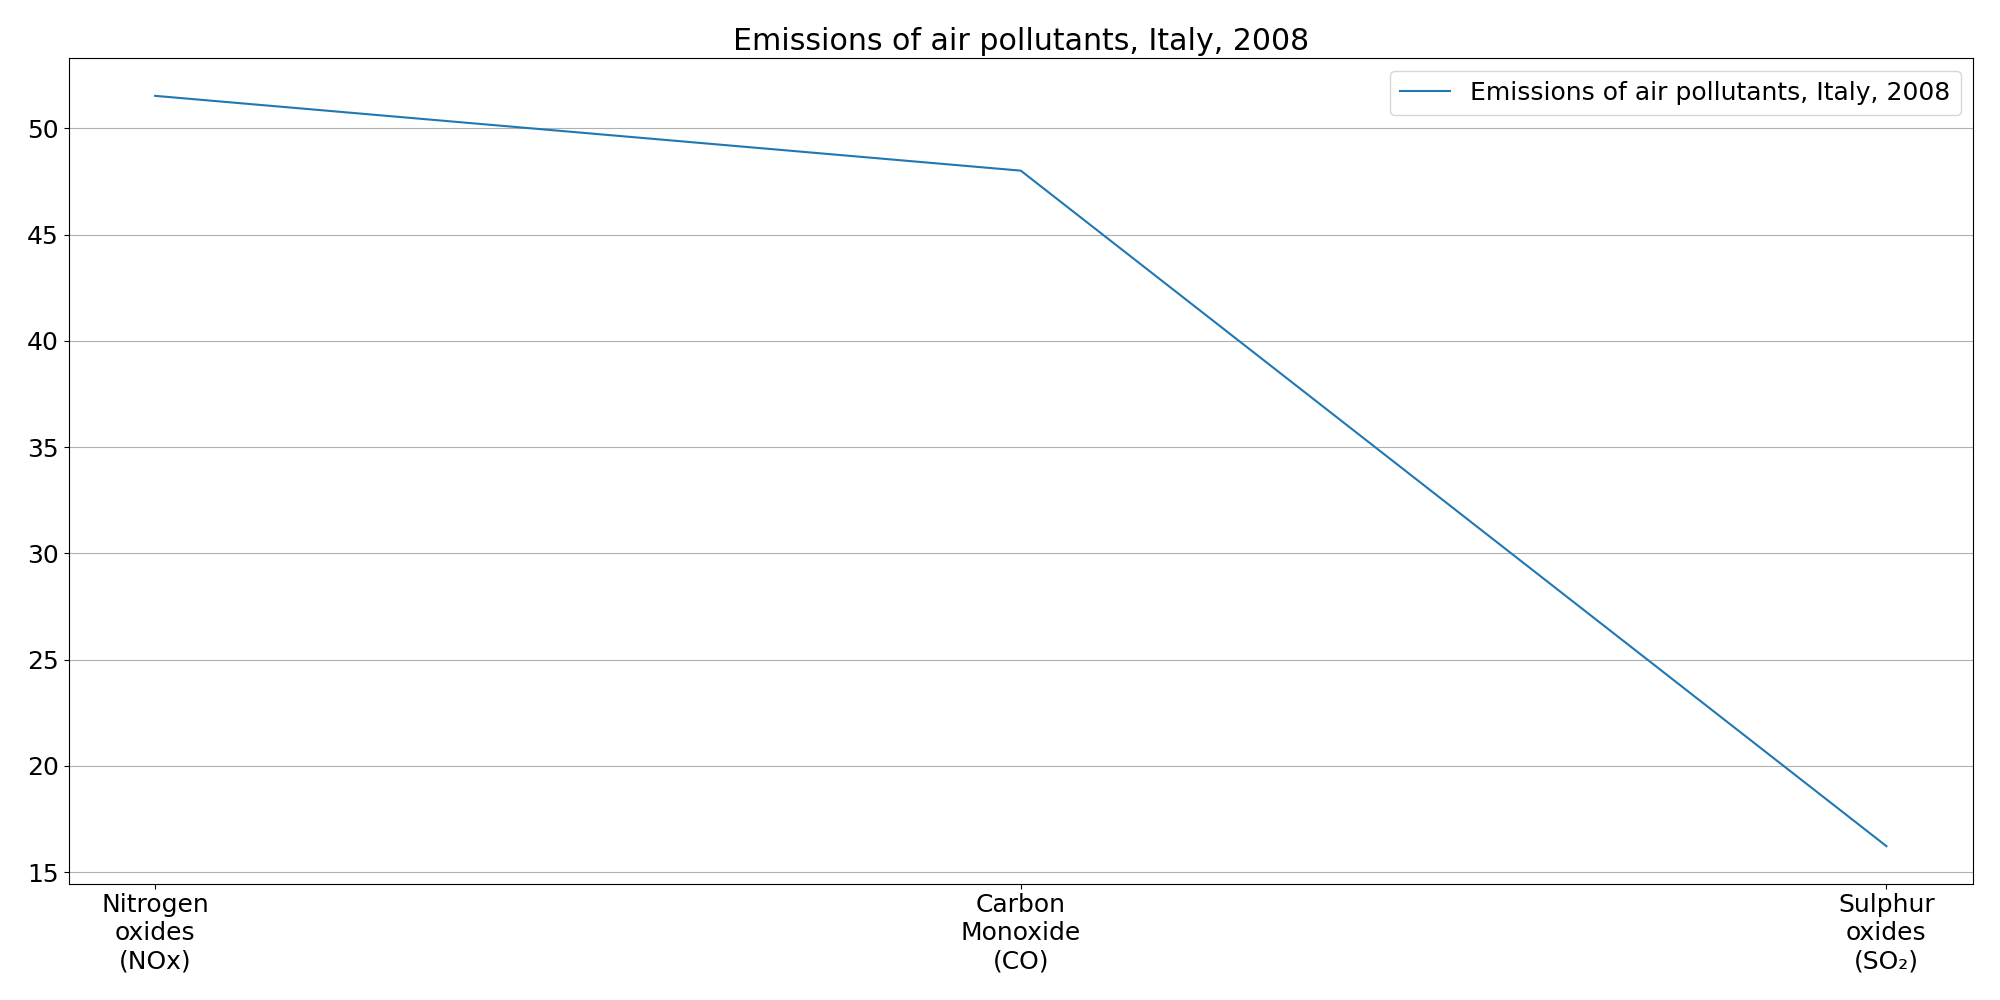 Emissions of air pollutants, Italy, 2008
Emissions of air pollutants, Italy, 2008
50
45
40
35
30
25
20
15
Nitrogen
oxides
(NOx)
Carbon
Monoxide
(CO)
Sulphur
oxides
(SO₂)